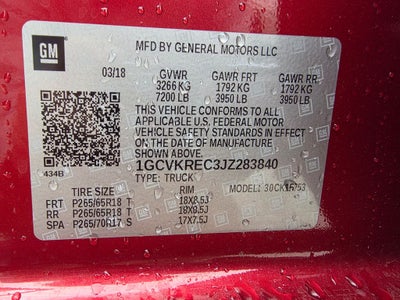 GM
MFD BY GENERAL MOTORS LLC
03/18 GVWR GAWR FRT GAWR RR
3266 KG 1792 KG 1792 KG
7200 LB 3950 LB 3950 LB
THIS VEHICLE CONFORMS TO ALL
APPLICABLE U.S. FEDERAL MOTOR
VEHICLE SAFETY STANDARDS IN EFFECT ON THE
DATE OF MANUFACTURE
SHOWN ABOVE.
1GCVKREC3JZ283840
434B TYPE: TRUCK
TIRE SIZE RIM MODEL:
FRT P265/65R18 T 18X8.5J
RR P265/65R18 T 18X8.5J
SPA P265/70R17 S 17X7.5J